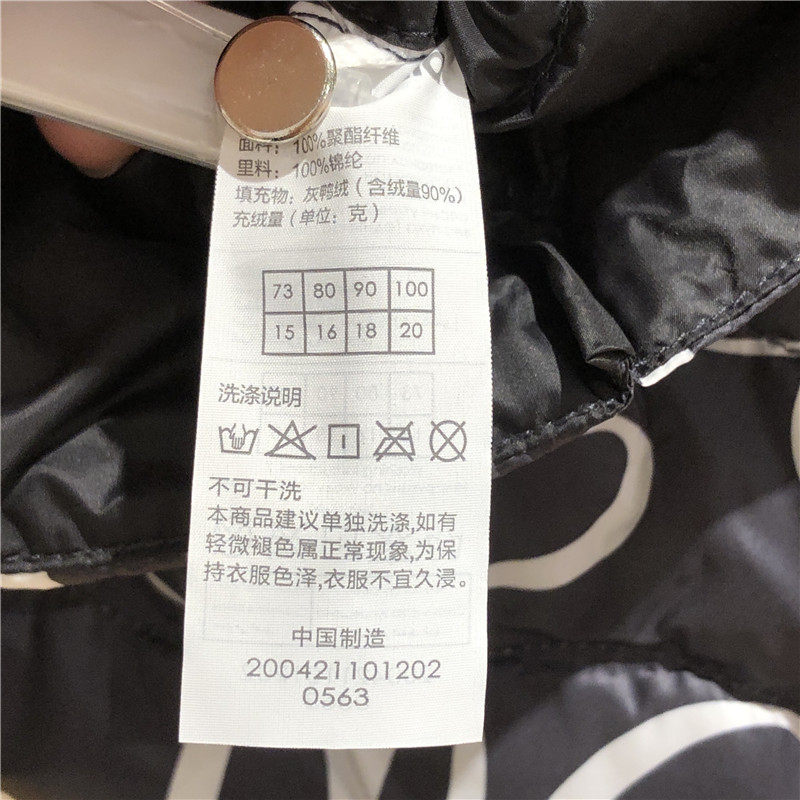 面料：100%聚酯纤维
里料：100%锦纶
填充物：灰鸭绒（含绒量90%）
充绒量（单位：克）
73 80 90 100
15 16 18 20
洗涤说明
不可干洗
本商品建议单独洗涤,如有
轻微褪色属正常现象,为保
持衣服色泽,衣服不宜久浸。
中国制造
200421101202
0563